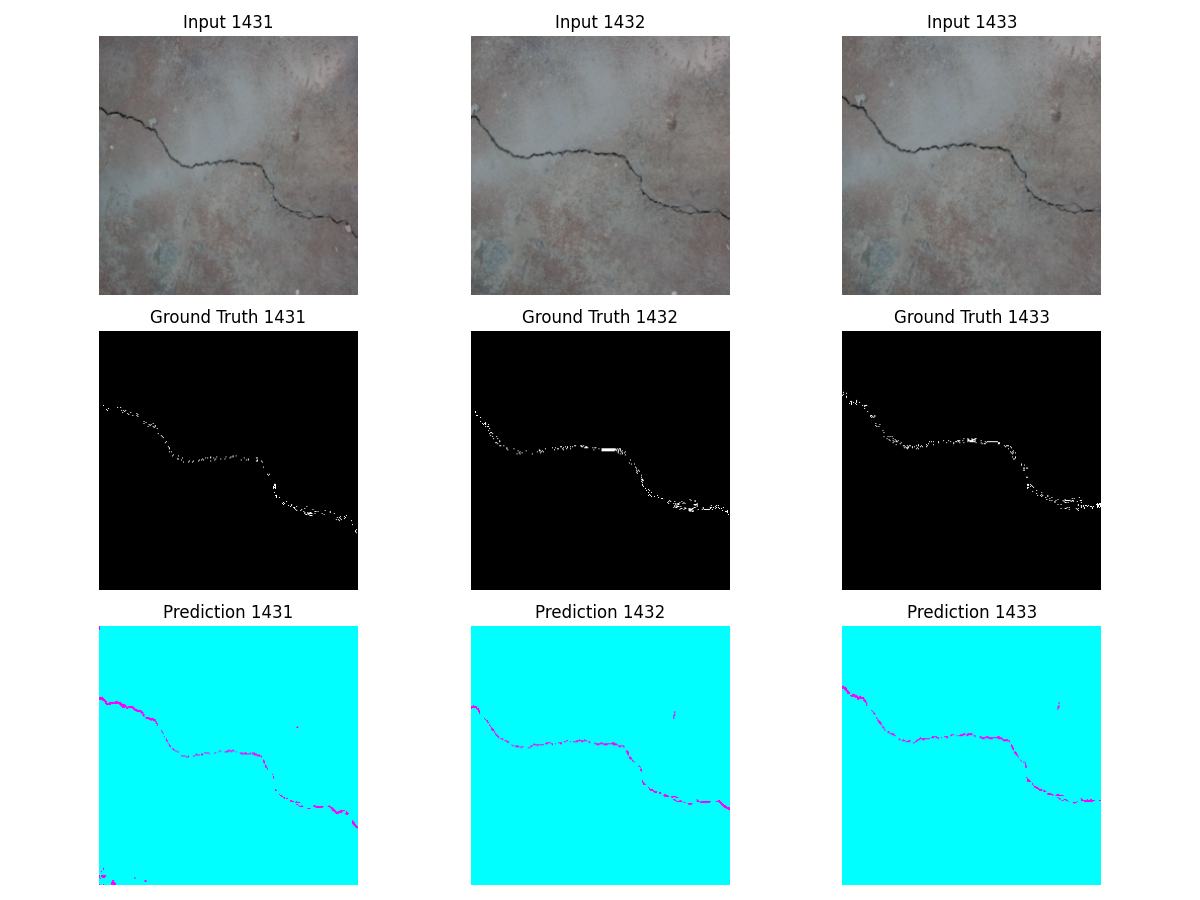 Input 1431
Input 1432
Input 1433
Ground Truth 1431
Ground Truth 1432
Ground Truth 1433
Prediction 1431
Prediction 1432
Prediction 1433